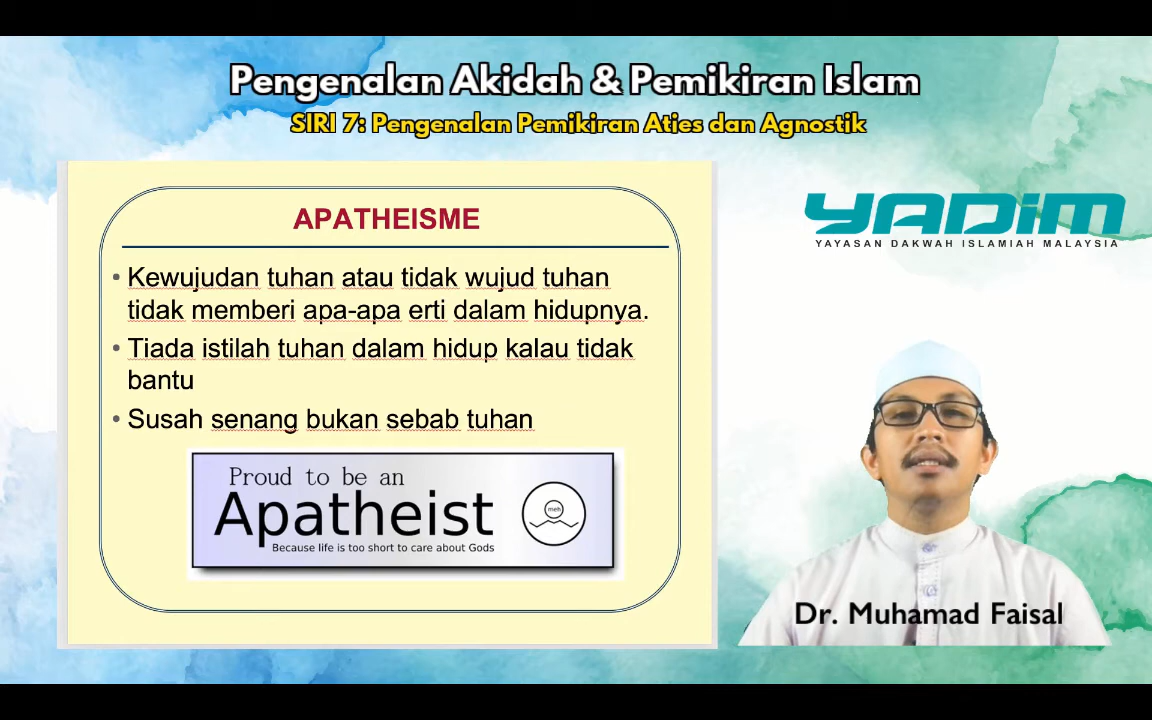 Pengenalan Akidah & Pemikiran Islam
SIRI 7: Pengenalan Pemikiran Aties dan Agnostik
YADIM
YAYASAN DAKWAH ISLAMIAH MALAYSIA
APATHEISME
• Kewujudan tuhan atau tidak wujud tuhan
tidak memberi apa-apa erti dalam hidupnya.
• Tiada istilah tuhan dalam hidup kalau tidak
bantu
• Susah senang bukan sebab tuhan
Proud to be an
Apatheist
Because life is too short to care about Gods
meh
Dr. Muhamad Faisal